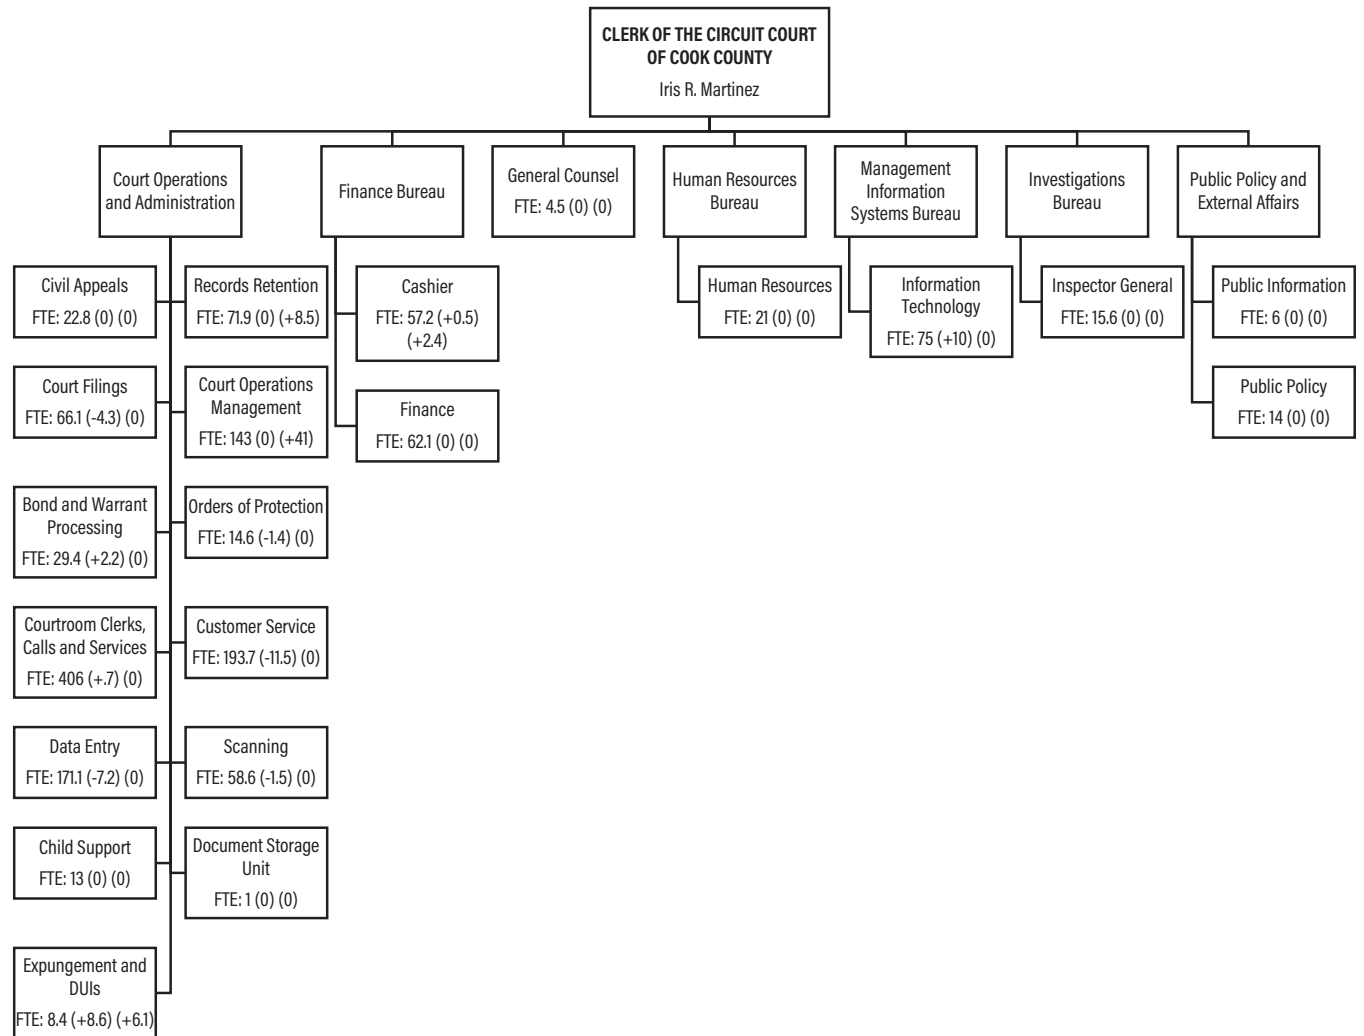 CLERK OF THE CIRCUIT COURT
OF COOK COUNTY
Iris R. Martinez
Court Operations
and Administration
Finance Bureau
General Counsel
FTE: 4.5 (0) (0)
Human Resources
Bureau
Management
Information
Systems Bureau
Investigations
Bureau
Public Policy and
External Affairs
Civil Appeals
FTE: 22.8 (0) (0)
Records Retention
FTE: 71.9 (0) (+8.5)
Court Filings
FTE: 66.1 (-4.3) (0)
Court Operations
Management
FTE: 143 (0) (+41)
Bond and Warrant
Processing
FTE: 29.4 (+2.2) (0)
Orders of Protection
FTE: 14.6 (-1.4) (0)
Courtroom Clerks,
Calls and Services
FTE: 406 (+.7) (0)
Customer Service
FTE: 193.7 (-11.5) (0)
Data Entry
FTE: 171.1 (-7.2) (0)
Scanning
FTE: 58.6 (-1.5) (0)
Child Support
FTE: 13 (0) (0)
Document Storage
Unit
FTE: 1 (0) (0)
Expungement and
DUIs
FTE: 8.4 (+8.6) (+6.1)
Cashier
FTE: 57.2 (+0.5)
(+2.4)
Finance
FTE: 62.1 (0) (0)
Human Resources
FTE: 21 (0) (0)
Information
Technology
FTE: 75 (+10) (0)
Inspector General
FTE: 15.6 (0) (0)
Public Information
FTE: 6 (0) (0)
Public Policy
FTE: 14 (0) (0)